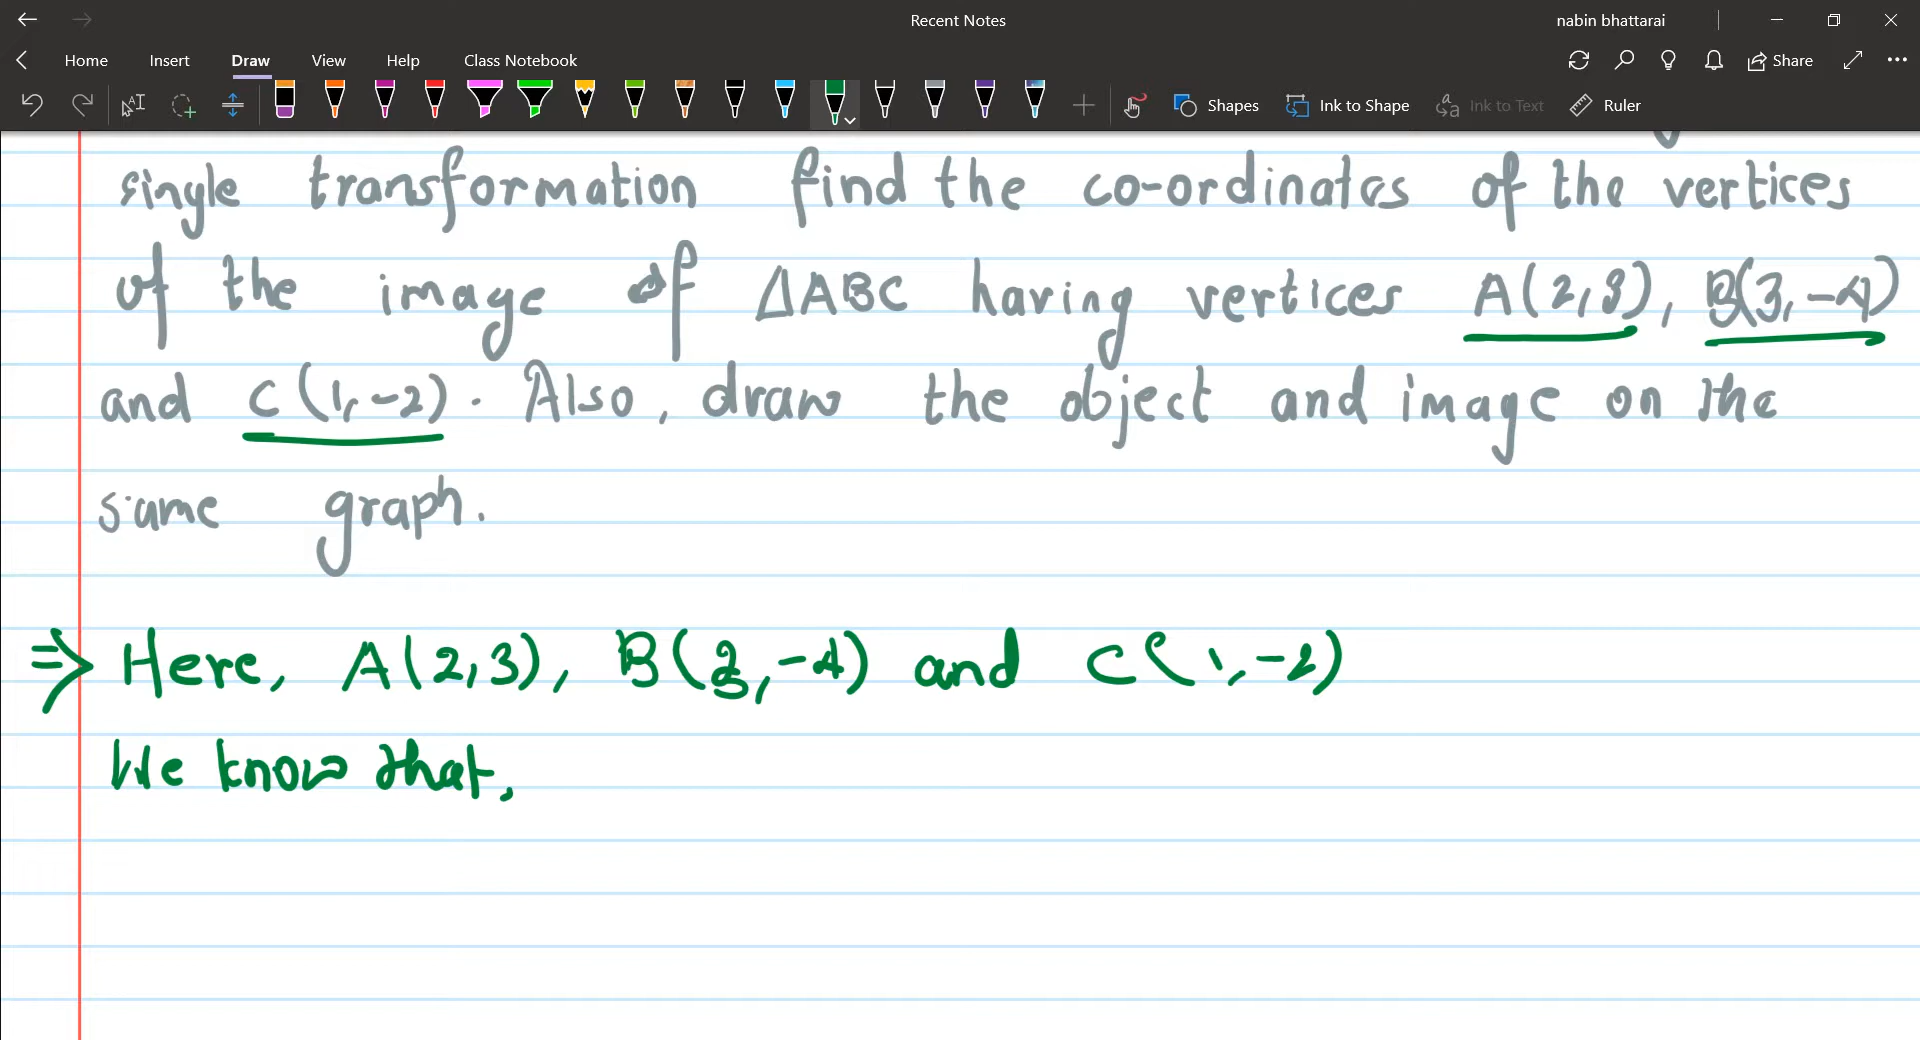 Recent Notes
nabin bhattarai
Home Insert Draw View Help Class Notebook Share
Shapes Ink to Shape Ink to Text Ruler
single transformation find the co-ordinates of the vertices
of the image of ΔABC having vertices A(2,3), B(3,-4)
and C(1,-2). Also, draw the object and image on the
same graph.
⇒ Here, A(2,3), B(3,-4) and C(1,-2)
We know that,